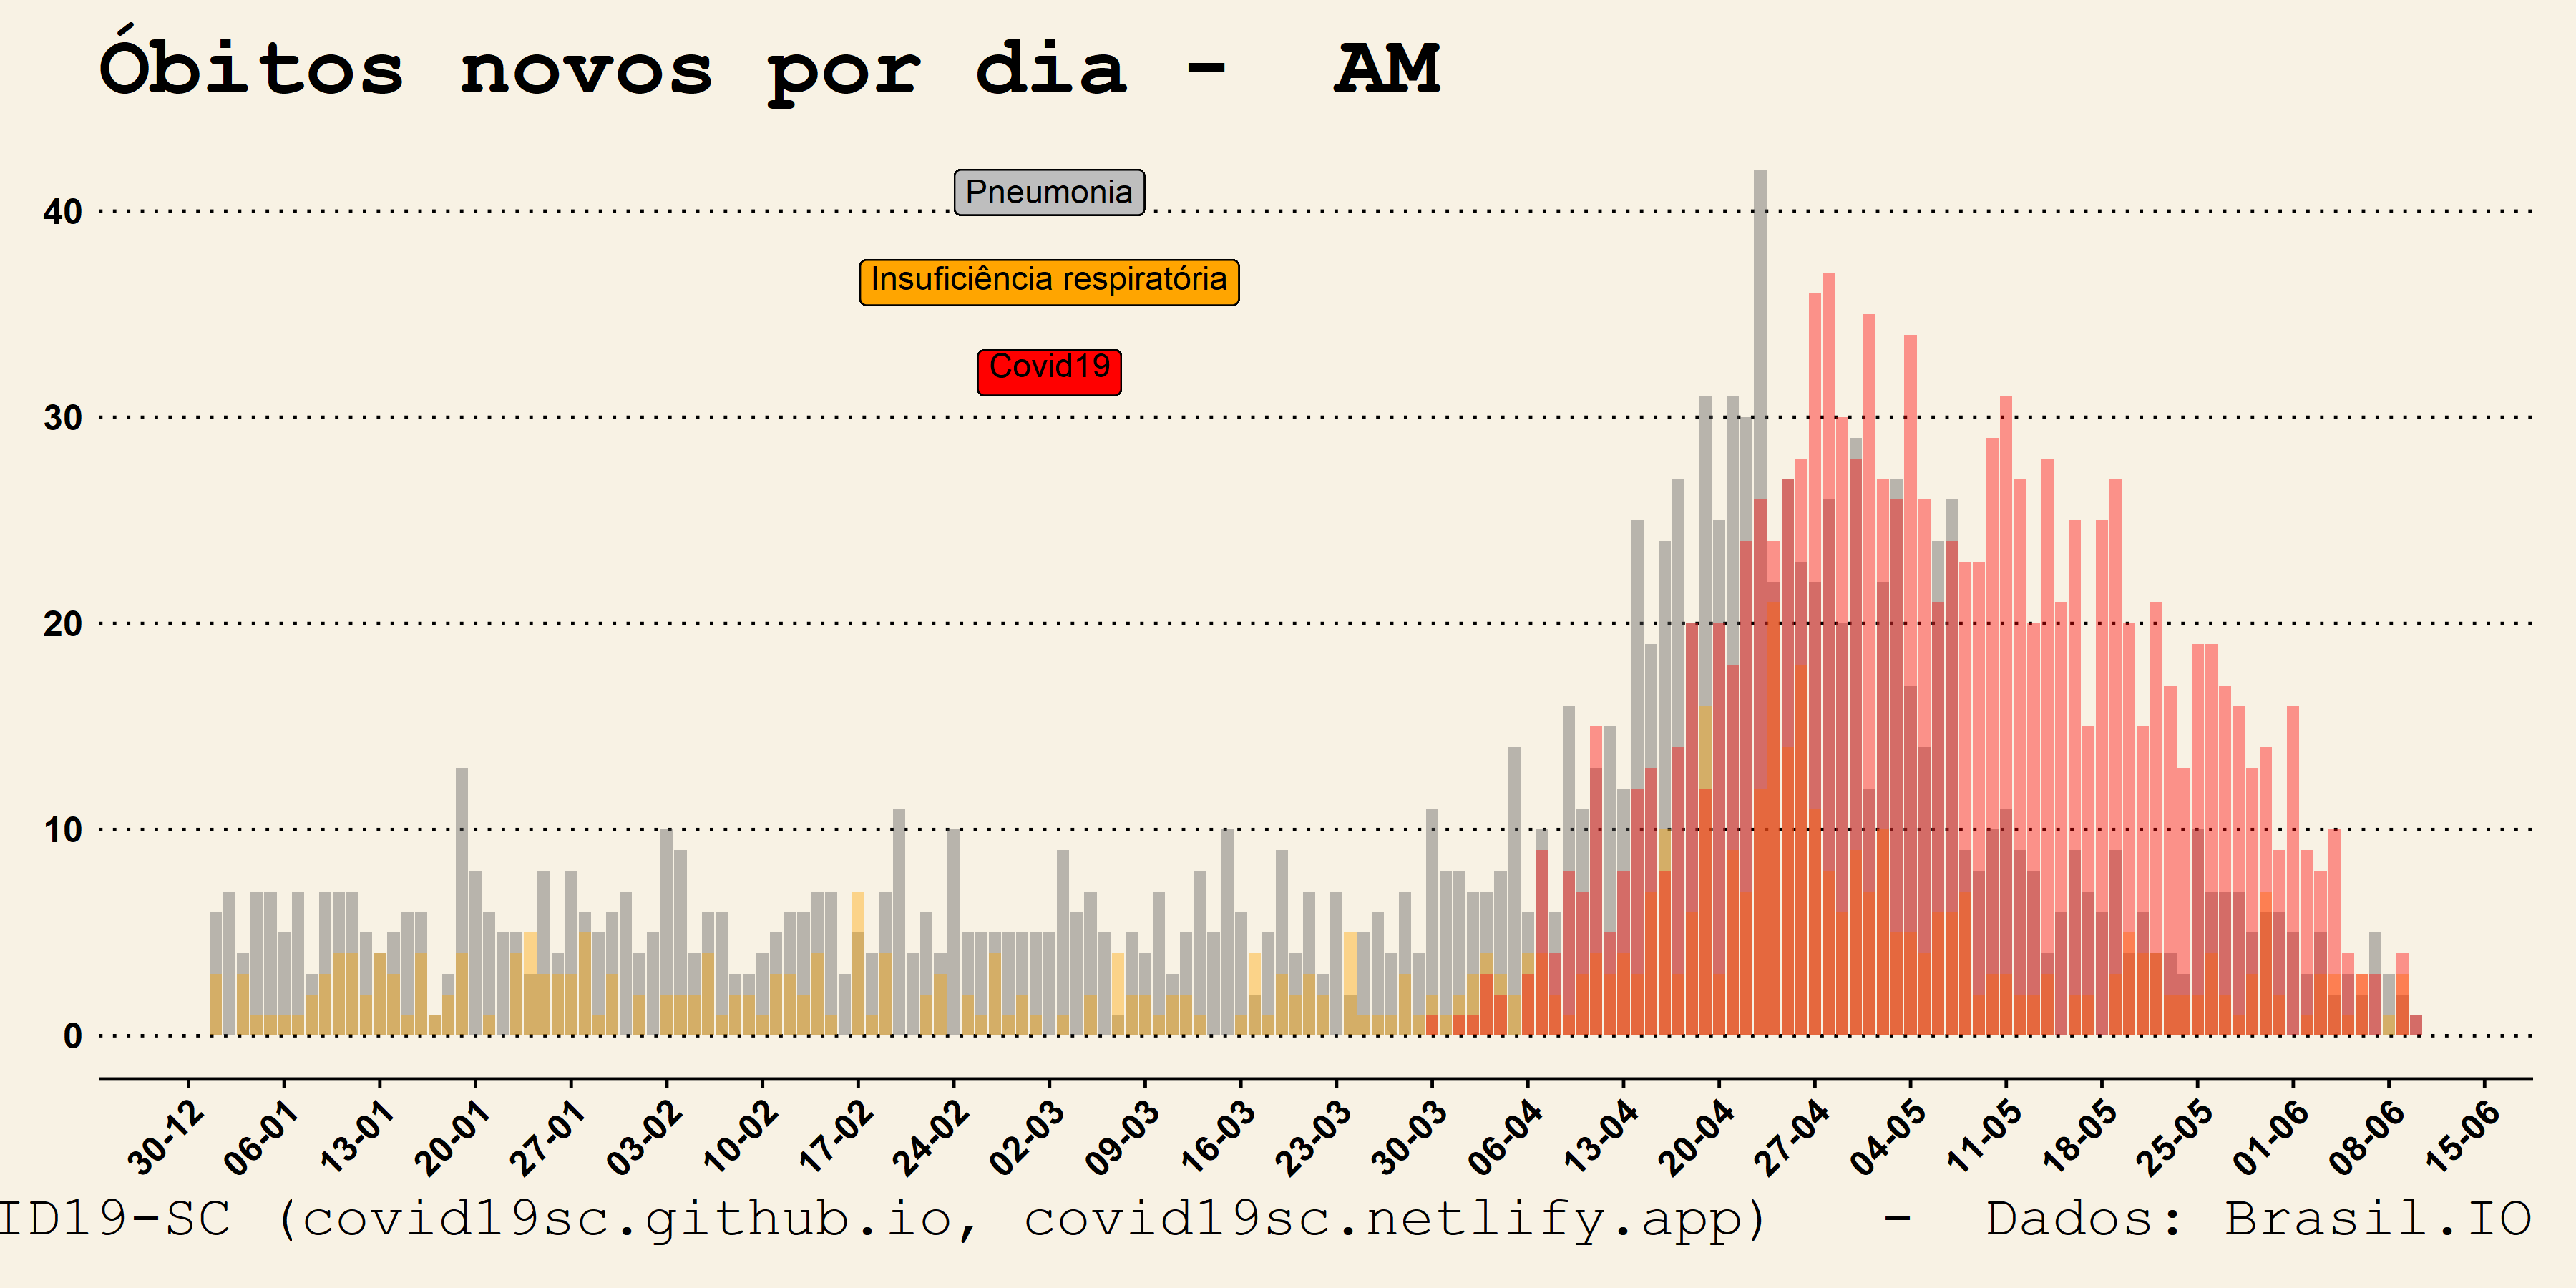 Óbitos novos por dia - AM
Pneumonia
Insuficiência respiratória
Covid19
40
30
20
10
0
30-12 06-01 13-01 20-01 27-01 03-02 10-02 17-02 24-02 02-03 09-03 16-03 23-03 30-03 06-04 13-04 20-04 27-04 04-05 11-05 18-05 25-05 01-06 08-06 15-06
ID19-SC (covid19sc.github.io, covid19sc.netlify.app) - Dados: Brasil.IO